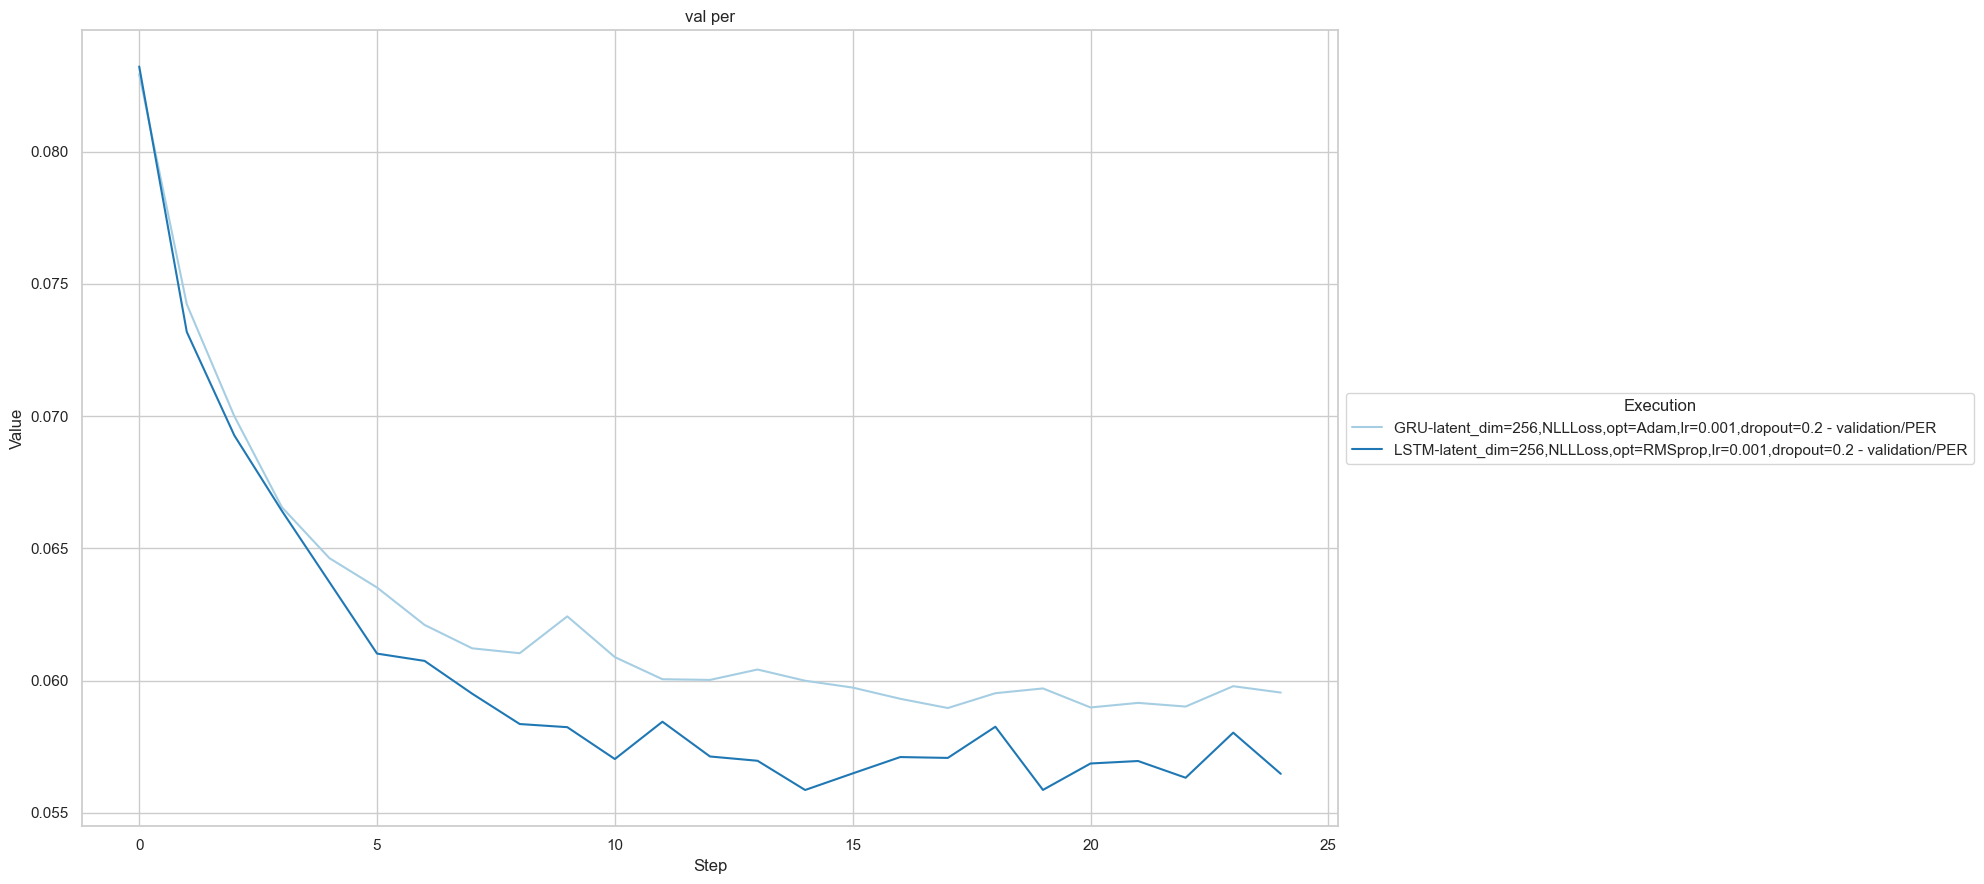 val per
Value
0.080
0.075
0.070
0.065
0.060
0.055
0
5
10
15
20
25
Step
Execution
GRU-latent_dim=256,NLLLoss,opt=Adam,lr=0.001,dropout=0.2 - validation/PER
LSTM-latent_dim=256,NLLLoss,opt=RMSprop,lr=0.001,dropout=0.2 - validation/PER